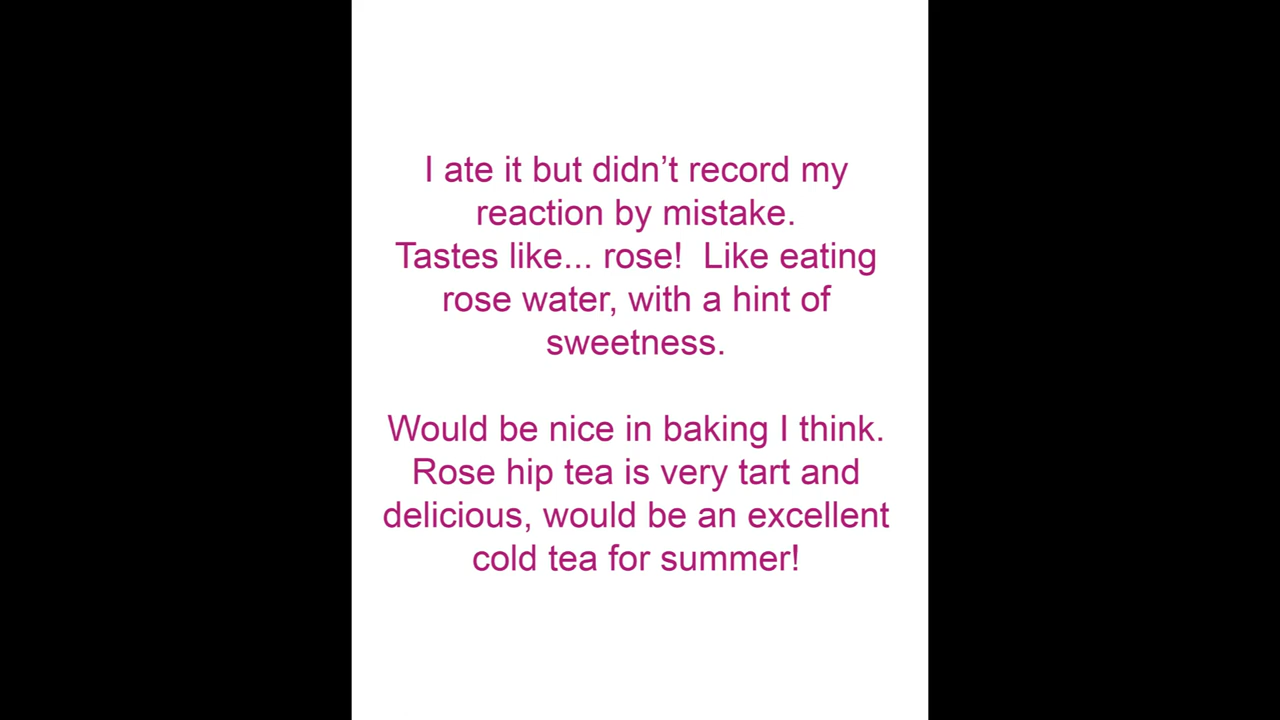 I ate it but didn’t record my
reaction by mistake.
Tastes like... rose!  Like eating
rose water, with a hint of
sweetness.
Would be nice in baking I think.
Rose hip tea is very tart and
delicious, would be an excellent
cold tea for summer!